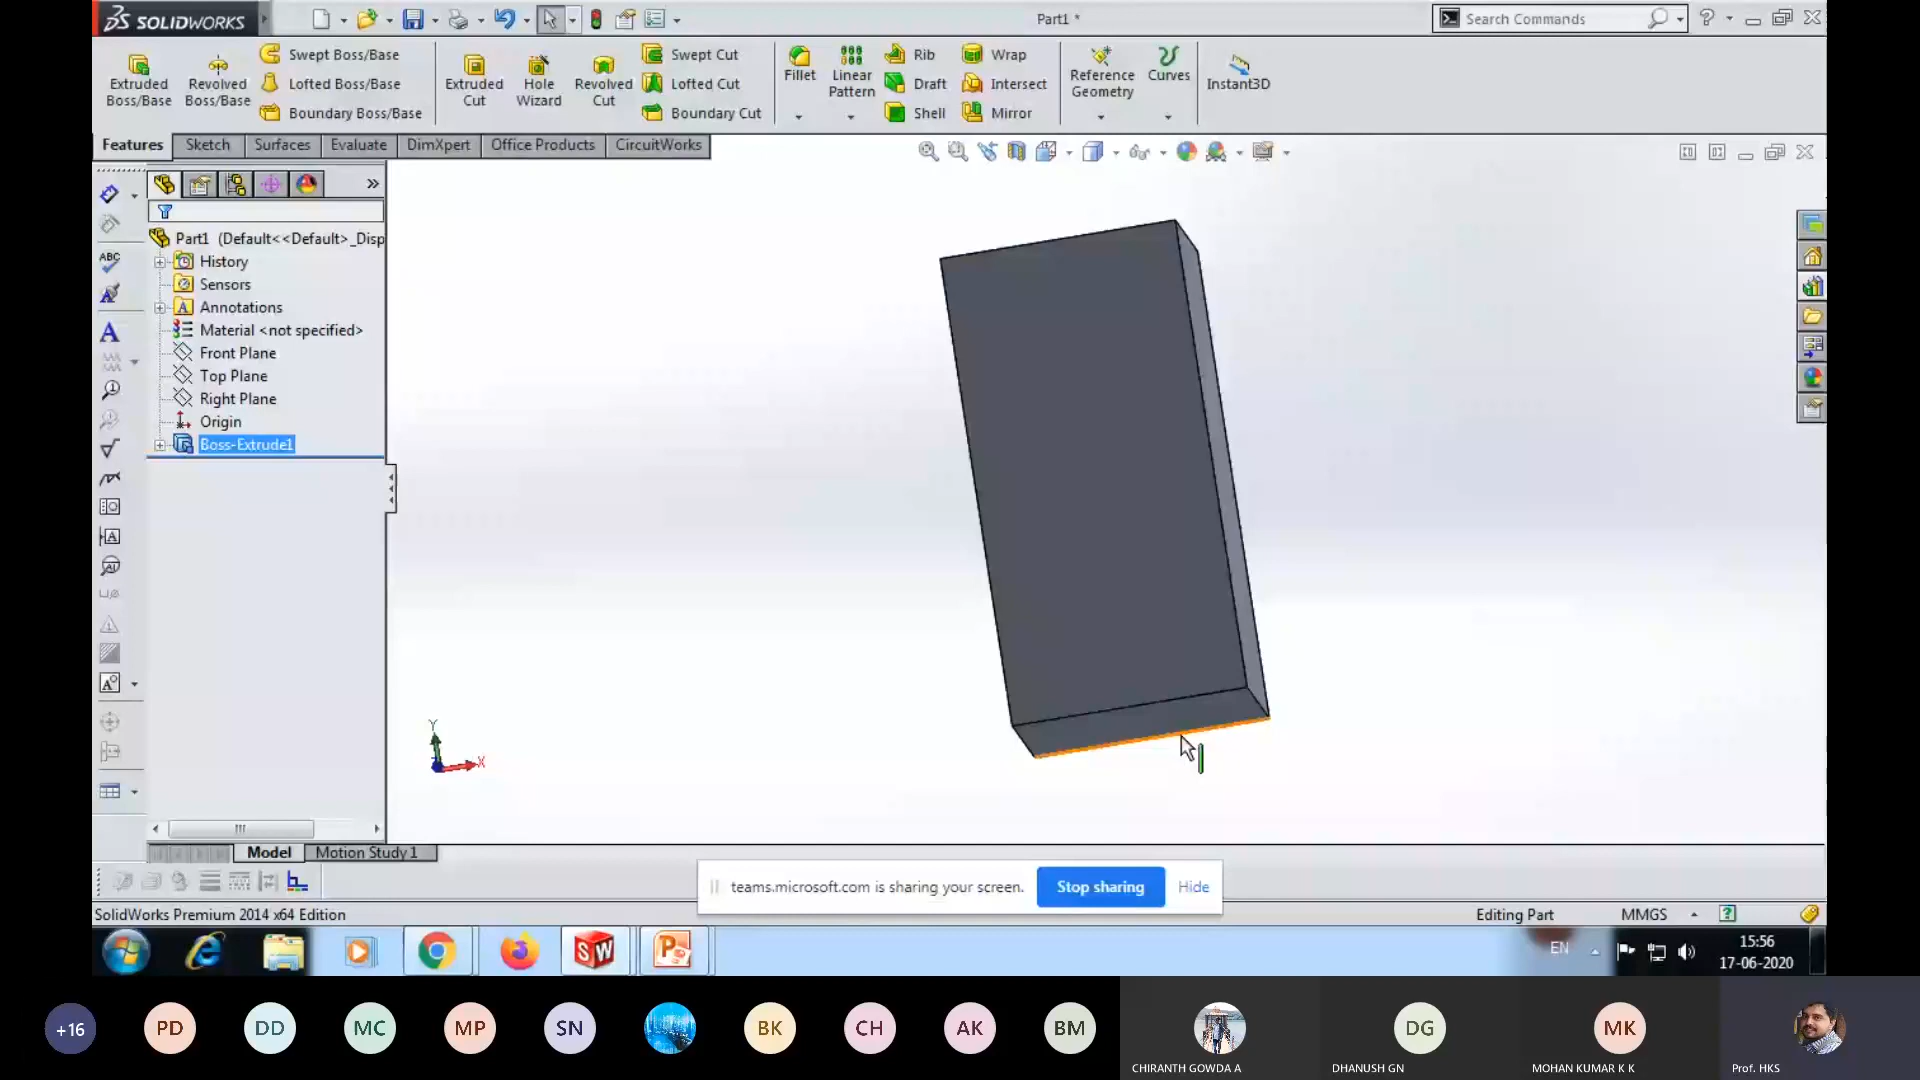 SOLIDWORKS
Part1 *
Search Commands
Extruded Boss/Base
Revolved Boss/Base
Swept Boss/Base
Lofted Boss/Base
Boundary Boss/Base
Extruded Cut
Hole Wizard
Revolved Cut
Swept Cut
Lofted Cut
Boundary Cut
Fillet
Linear Pattern
Rib
Draft
Shell
Wrap
Intersect
Mirror
Reference Geometry
Curves
Instant3D
Features
Sketch
Surfaces
Evaluate
DimXpert
Office Products
CircuitWorks
Part1 (Default<<Default>_Disp
History
Sensors
Annotations
Material <not specified>
Front Plane
Top Plane
Right Plane
Origin
Boss-Extrude1
ABC
Y
X
Model
Motion Study 1
teams.microsoft.com is sharing your screen.
Stop sharing
Hide
SolidWorks Premium 2014 x64 Edition
Editing Part
MMGS
EN
15:56
17-06-2020
+16
PD
DD
MC
MP
SN
BK
CH
AK
BM
DG
MK
CHIRANTH GOWDA A
DHANUSH GN
MOHAN KUMAR K K
Prof. HKS